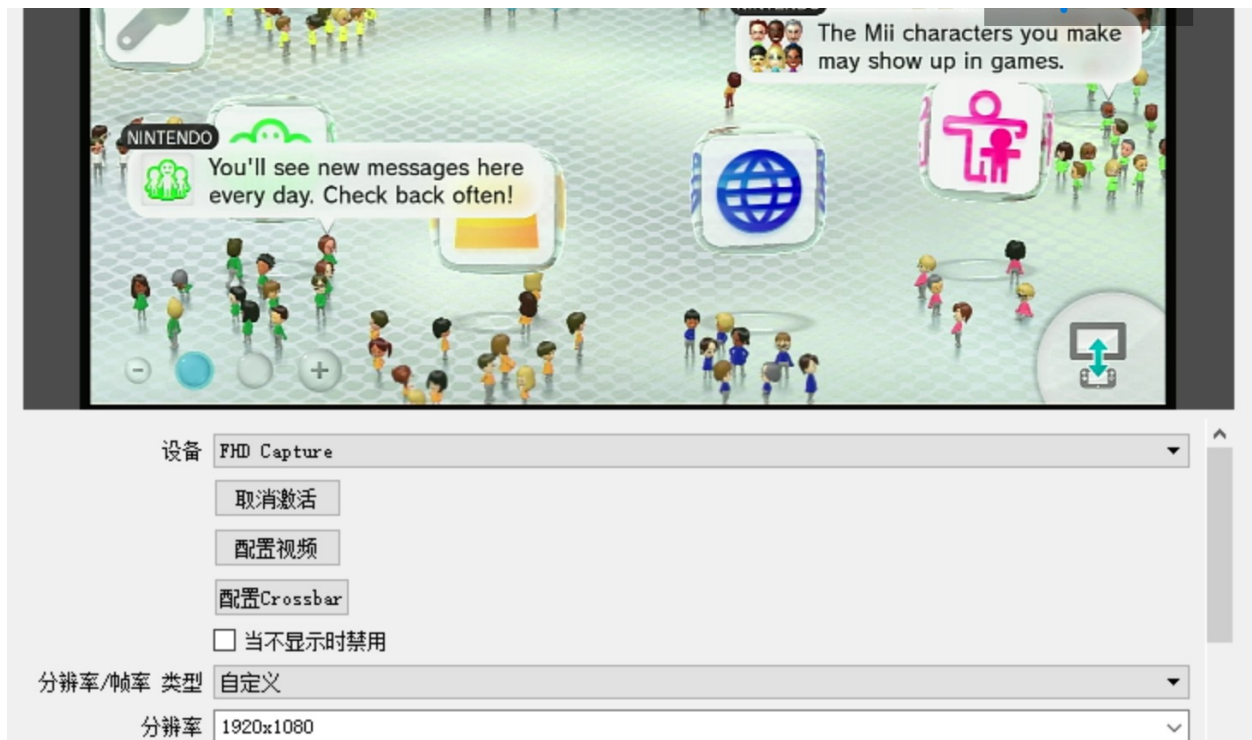 The Mii characters you make
may show up in games.
NINTENDO
You'll see new messages here
every day. Check back often!
设备 FHD Capture
取消激活
配置视频
配置Crossbar
当不显示时禁用
分辨率/帧率 类型 自定义
分辨率 1920x1080